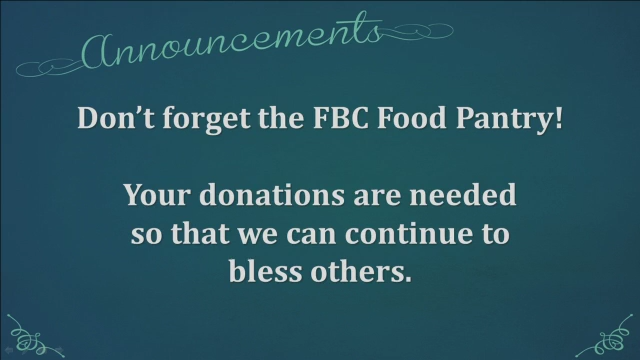 Announcements
Don't forget the FBC Food Pantry!
Your donations are needed
so that we can continue to
bless others.